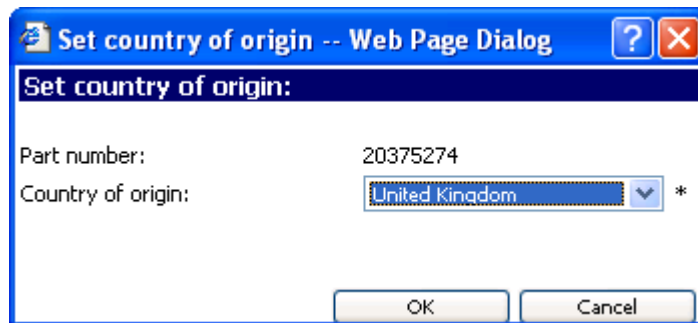 Set country of origin -- Web Page Dialog
Set country of origin:
Part number: 20375274
Country of origin: United Kingdom *
OK Cancel